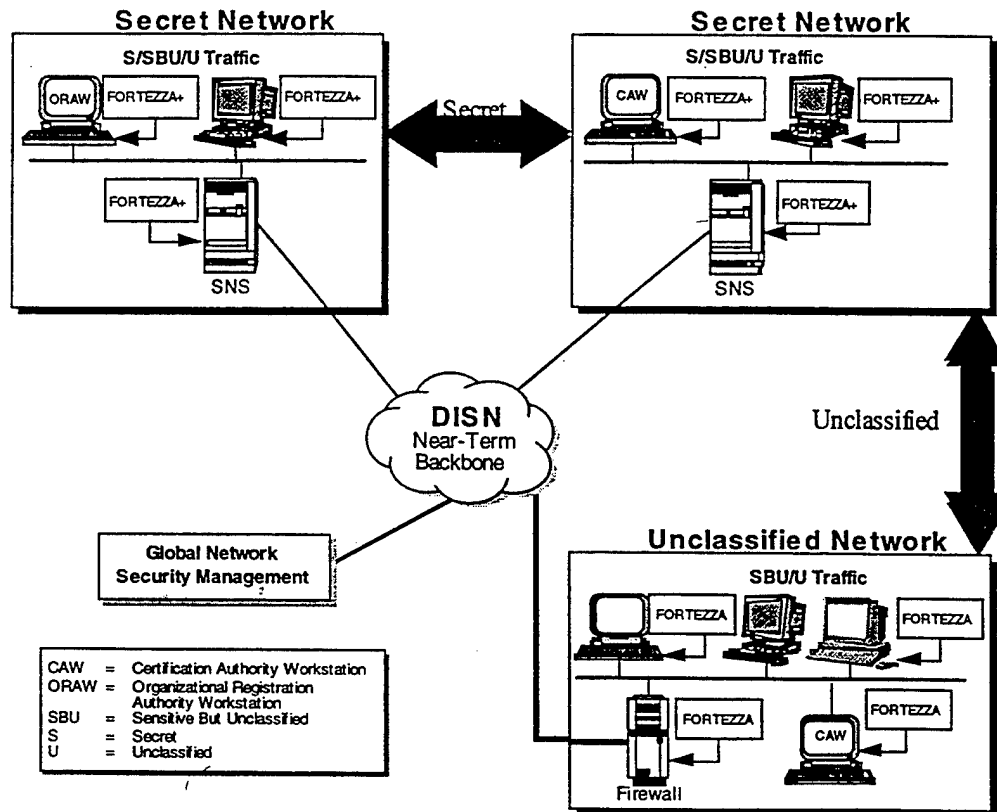 Secret Network
S/SBU/U Traffic
ORAW
FORTEZZA+
FORTEZZA+
FORTEZZA+
SNS
Secret
Secret Network
S/SBU/U Traffic
CAW
FORTEZZA+
FORTEZZA+
FORTEZZA+
SNS
DISN
Near-Term
Backbone
Unclassified
Global Network
Security Management
Unclassified Network
SBU/U Traffic
FORTEZZA
FORTEZZA
FORTEZZA
FORTEZZA
CAW
Firewall
CAW = Certification Authority Workstation
ORAW = Organizational Registration
Authority Workstation
SBU = Sensitive But Unclassified
S = Secret
U = Unclassified